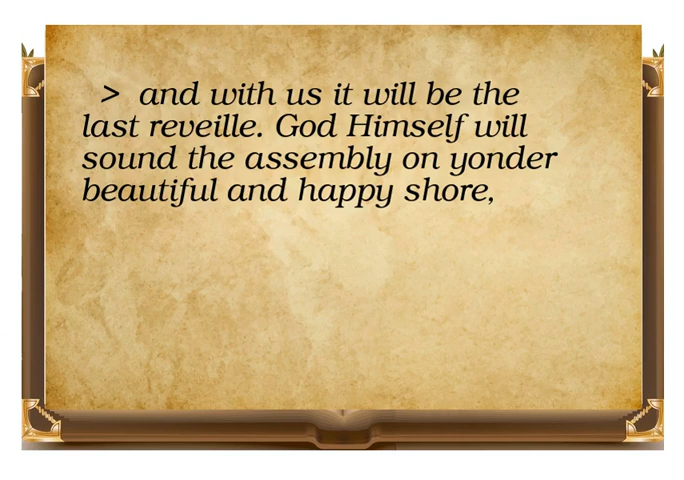 > and with us it will be the
last reveille. God Himself will
sound the assembly on yonder
beautiful and happy shore,